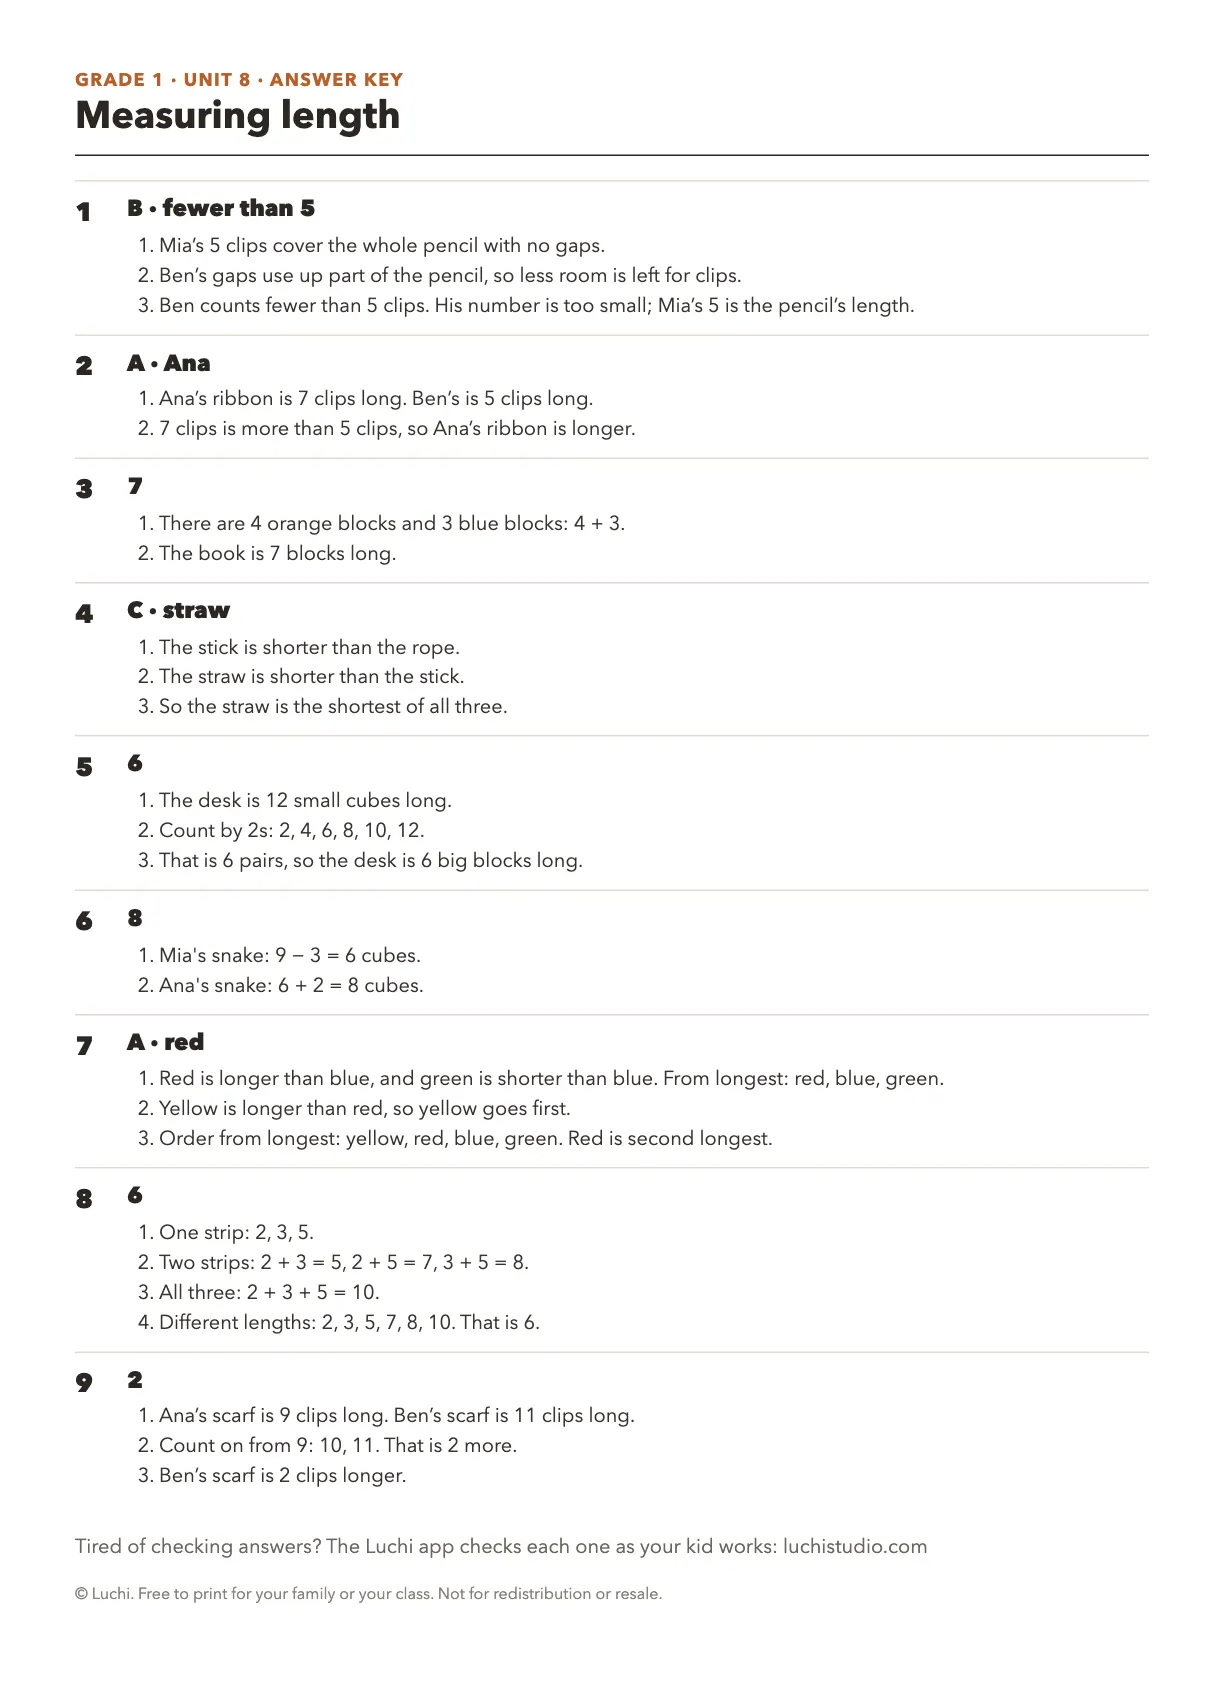 GRADE 1 · UNIT 8 · ANSWER KEY
Measuring length
1 B · fewer than 5
1. Mia’s 5 clips cover the whole pencil with no gaps.
2. Ben’s gaps use up part of the pencil, so less room is left for clips.
3. Ben counts fewer than 5 clips. His number is too small; Mia’s 5 is the pencil’s length.
2 A · Ana
1. Ana’s ribbon is 7 clips long. Ben’s is 5 clips long.
2. 7 clips is more than 5 clips, so Ana’s ribbon is longer.
3 7
1. There are 4 orange blocks and 3 blue blocks: 4 + 3.
2. The book is 7 blocks long.
4 C · straw
1. The stick is shorter than the rope.
2. The straw is shorter than the stick.
3. So the straw is the shortest of all three.
5 6
1. The desk is 12 small cubes long.
2. Count by 2s: 2, 4, 6, 8, 10, 12.
3. That is 6 pairs, so the desk is 6 big blocks long.
6 8
1. Mia's snake: 9 − 3 = 6 cubes.
2. Ana's snake: 6 + 2 = 8 cubes.
7 A · red
1. Red is longer than blue, and green is shorter than blue. From longest: red, blue, green.
2. Yellow is longer than red, so yellow goes first.
3. Order from longest: yellow, red, blue, green. Red is second longest.
8 6
1. One strip: 2, 3, 5.
2. Two strips: 2 + 3 = 5, 2 + 5 = 7, 3 + 5 = 8.
3. All three: 2 + 3 + 5 = 10.
4. Different lengths: 2, 3, 5, 7, 8, 10. That is 6.
9 2
1. Ana’s scarf is 9 clips long. Ben’s scarf is 11 clips long.
2. Count on from 9: 10, 11. That is 2 more.
3. Ben’s scarf is 2 clips longer.
Tired of checking answers? The Luchi app checks each one as your kid works: luchistudio.com
© Luchi. Free to print for your family or your class. Not for redistribution or resale.